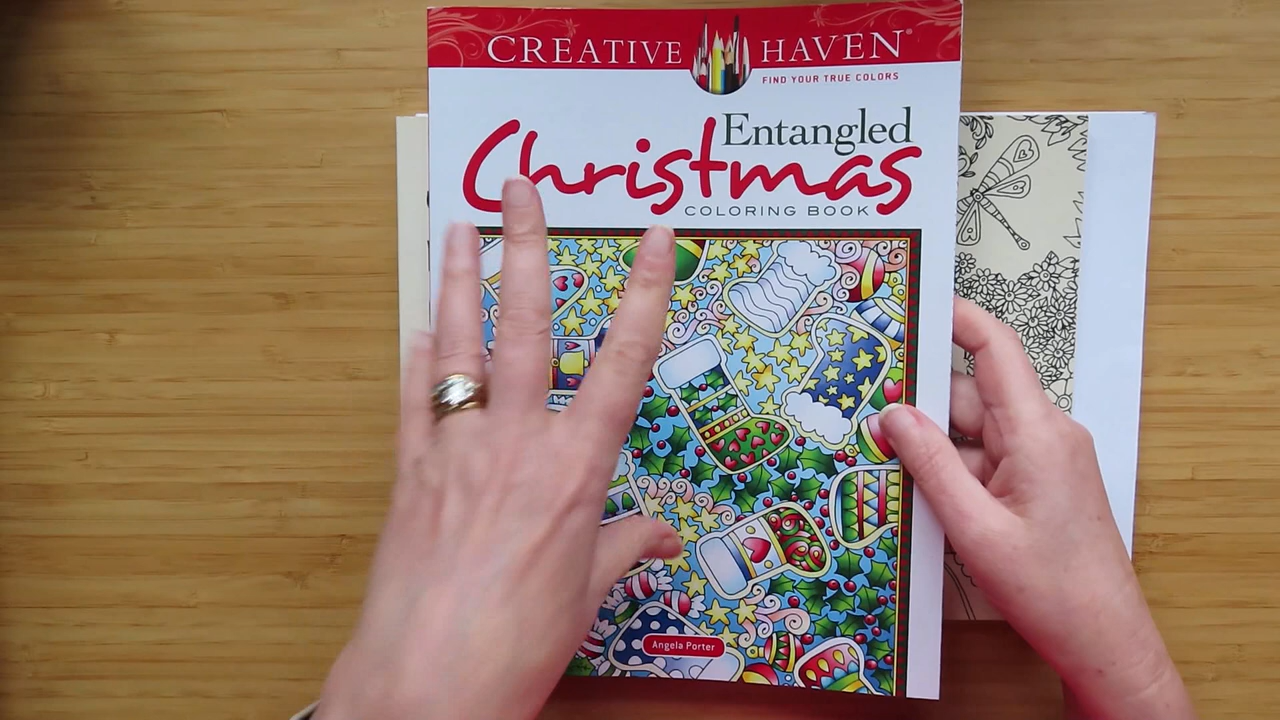 CREATIVE HAVEN®
FIND YOUR TRUE COLORS
Entangled
Christmas
COLORING BOOK
Angela Porter